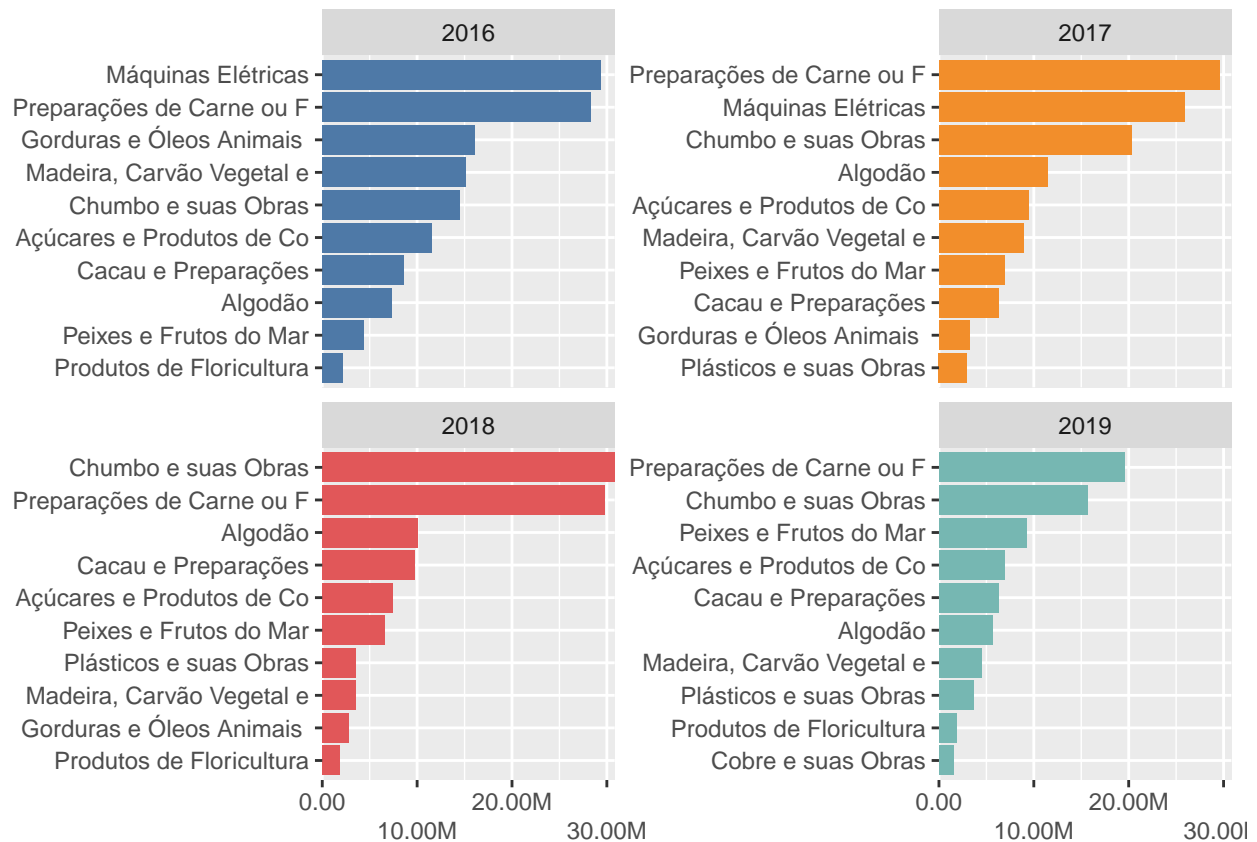 2016
Máquinas Elétricas
Preparações de Carne ou F
Gorduras e Óleos Animais
Madeira, Carvão Vegetal e
Chumbo e suas Obras
Açúcares e Produtos de Co
Cacau e Preparações
Algodão
Peixes e Frutos do Mar
Produtos de Floricultura
2017
Preparações de Carne ou F
Máquinas Elétricas
Chumbo e suas Obras
Algodão
Açúcares e Produtos de Co
Madeira, Carvão Vegetal e
Peixes e Frutos do Mar
Cacau e Preparações
Gorduras e Óleos Animais
Plásticos e suas Obras
2018
Chumbo e suas Obras
Preparações de Carne ou F
Algodão
Cacau e Preparações
Açúcares e Produtos de Co
Peixes e Frutos do Mar
Plásticos e suas Obras
Madeira, Carvão Vegetal e
Gorduras e Óleos Animais
Produtos de Floricultura
0.00 20.00M
10.00M 30.00M
2019
Preparações de Carne ou F
Chumbo e suas Obras
Peixes e Frutos do Mar
Açúcares e Produtos de Co
Cacau e Preparações
Algodão
Madeira, Carvão Vegetal e
Plásticos e suas Obras
Produtos de Floricultura
Cobre e suas Obras
0.00 20.00M
10.00M 30.00